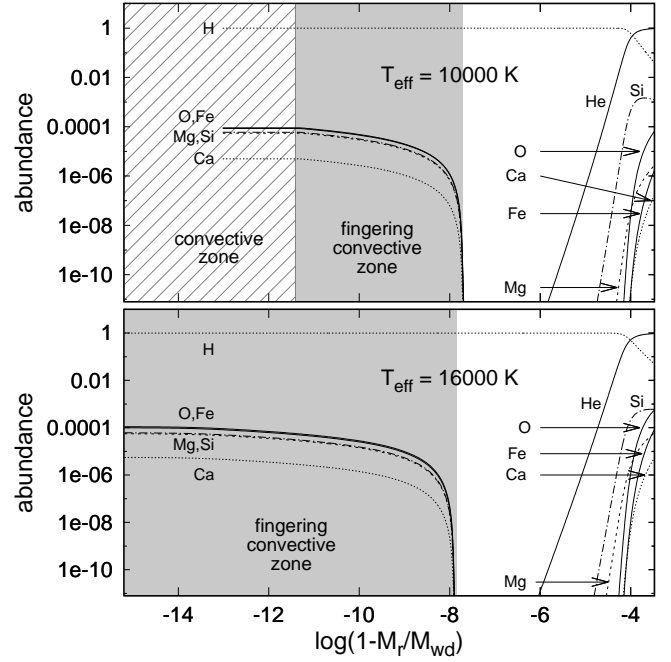 1
0.01
0.0001
1e-06
1e-08
1e-10
abundance
H
T_eff = 10000 K
O,Fe
Mg,Si
Ca
convective
zone
fingering
convective
zone
He
Si
O
Ca
Fe
Mg
1
0.01
0.0001
1e-06
1e-08
1e-10
abundance
H
T_eff = 16000 K
O,Fe
Mg,Si
Ca
fingering
convective
zone
He
Si
O
Fe
Ca
Mg
-14
-12
-10
-8
-6
-4
log(1-M_r/M_wd)